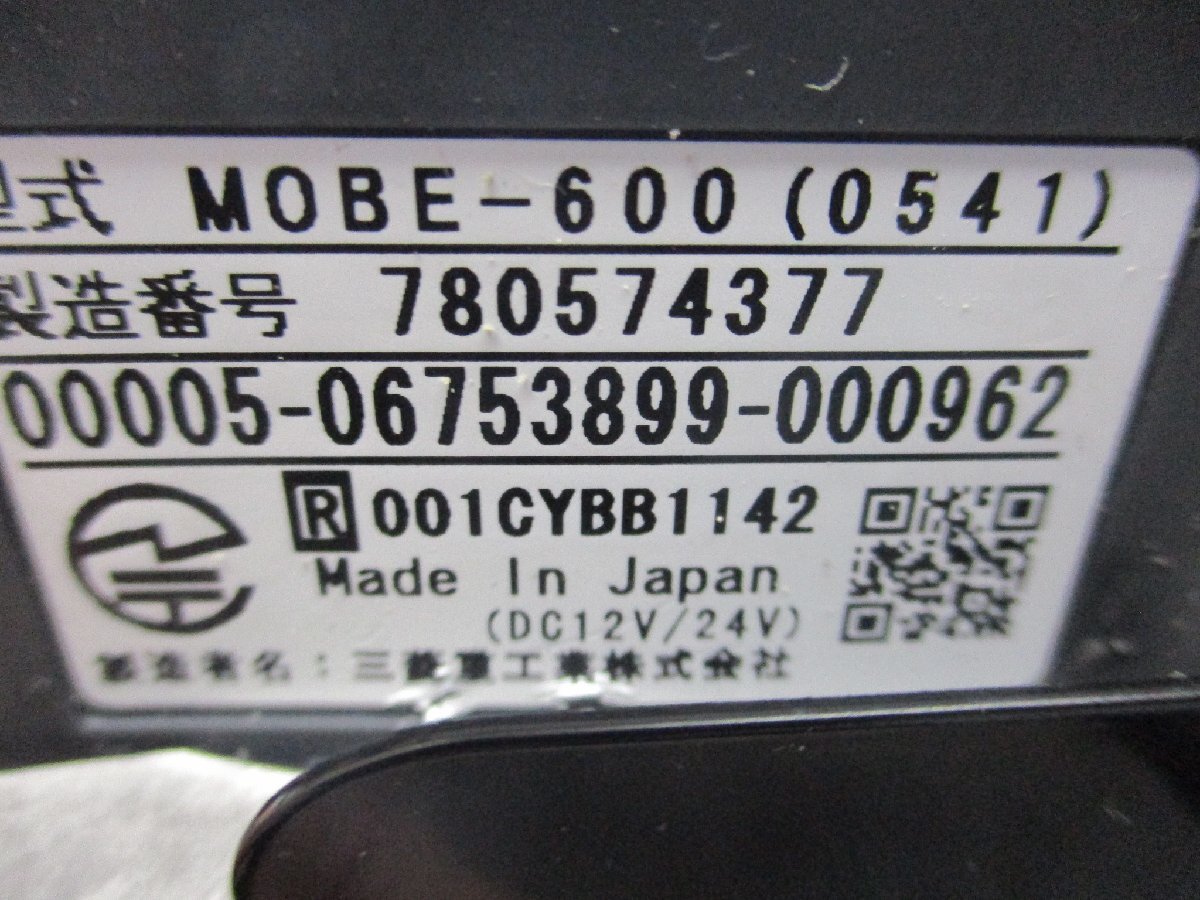 型式 MOBE-600(0541)
製造番号 780574377
00005-06753899-000962
R 001CYBB1142
Made In Japan
(DC12V/24V)
製造者名:三菱重工業株式会社